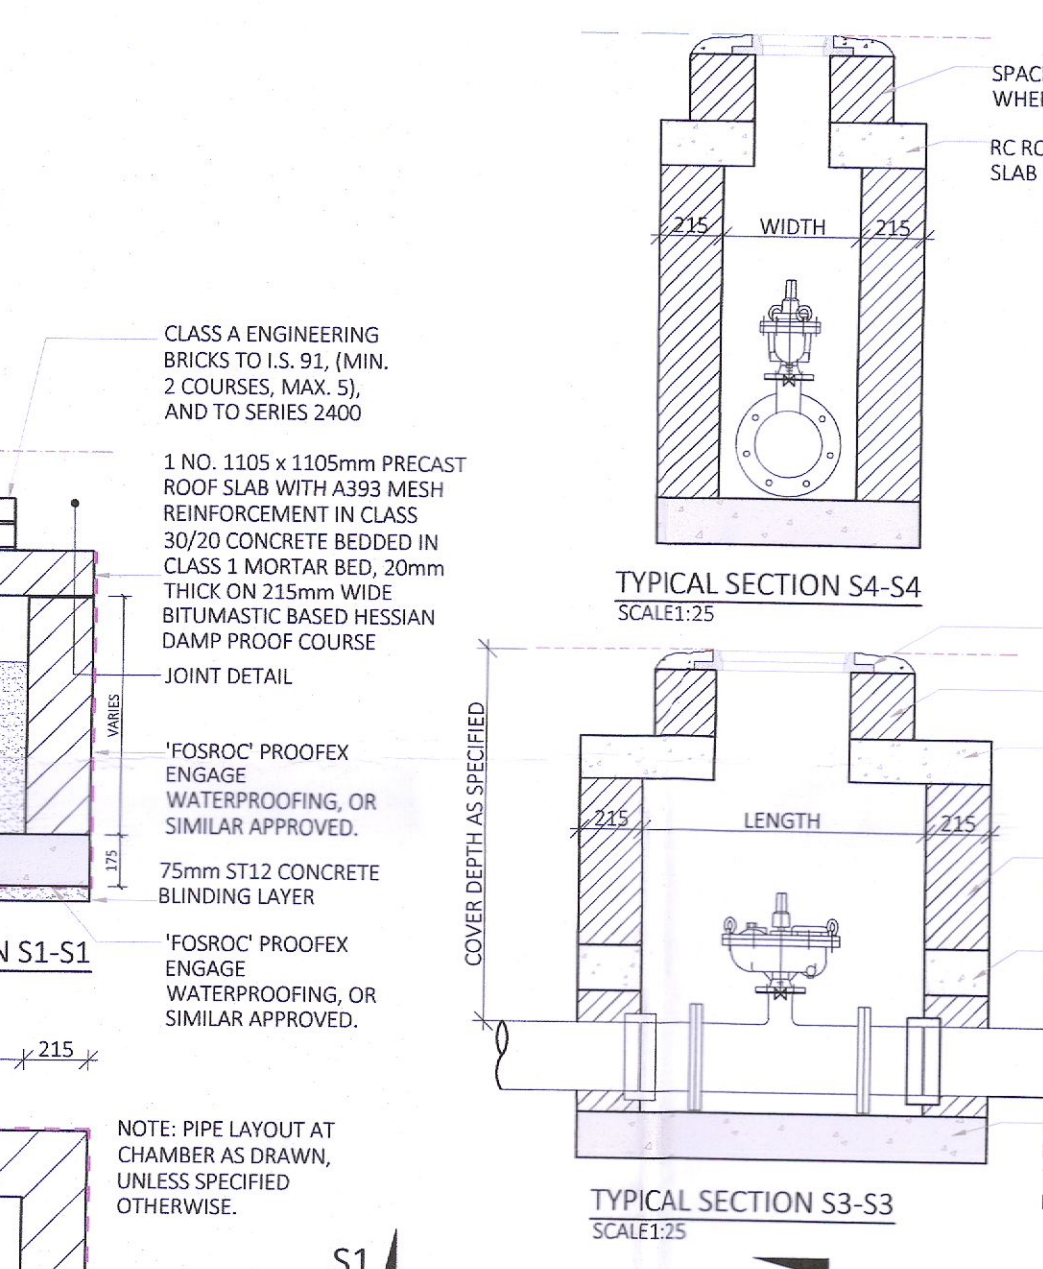 SPAC
WHE
RC RO
SLAB
215
WIDTH
215
CLASS A ENGINEERING
BRICKS TO I.S. 91, (MIN.
2 COURSES, MAX. 5),
AND TO SERIES 2400
1 NO. 1105 x 1105mm PRECAST
ROOF SLAB WITH A393 MESH
REINFORCEMENT IN CLASS
30/20 CONCRETE BEDDED IN
CLASS 1 MORTAR BED, 20mm
THICK ON 215mm WIDE
BITUMASTIC BASED HESSIAN
DAMP PROOF COURSE
JOINT DETAIL
VARIES
'FOSROC' PROOFEX
ENGAGE
WATERPROOFING, OR
SIMILAR APPROVED.
175
75mm ST12 CONCRETE
BLINDING LAYER
N S1-S1
'FOSROC' PROOFEX
ENGAGE
WATERPROOFING, OR
SIMILAR APPROVED.
215
NOTE: PIPE LAYOUT AT
CHAMBER AS DRAWN,
UNLESS SPECIFIED
OTHERWISE.
S1
TYPICAL SECTION S4-S4
SCALE1:25
COVER DEPTH AS SPECIFIED
215
LENGTH
215
TYPICAL SECTION S3-S3
SCALE1:25